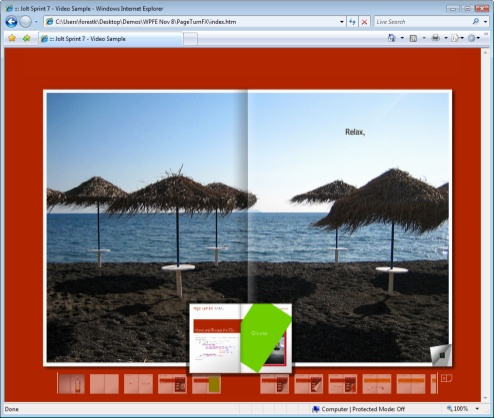 :: Jolt Sprint 7 - Video Sample - Windows Internet Explorer
C:\Users\forestk\Desktop\Demos\WPFE Nov 8\PageTurnFX\index.htm
Live Search
:: Jolt Sprint 7 - Video Sample
Relax,
Done
Computer | Protected Mode: Off
100%